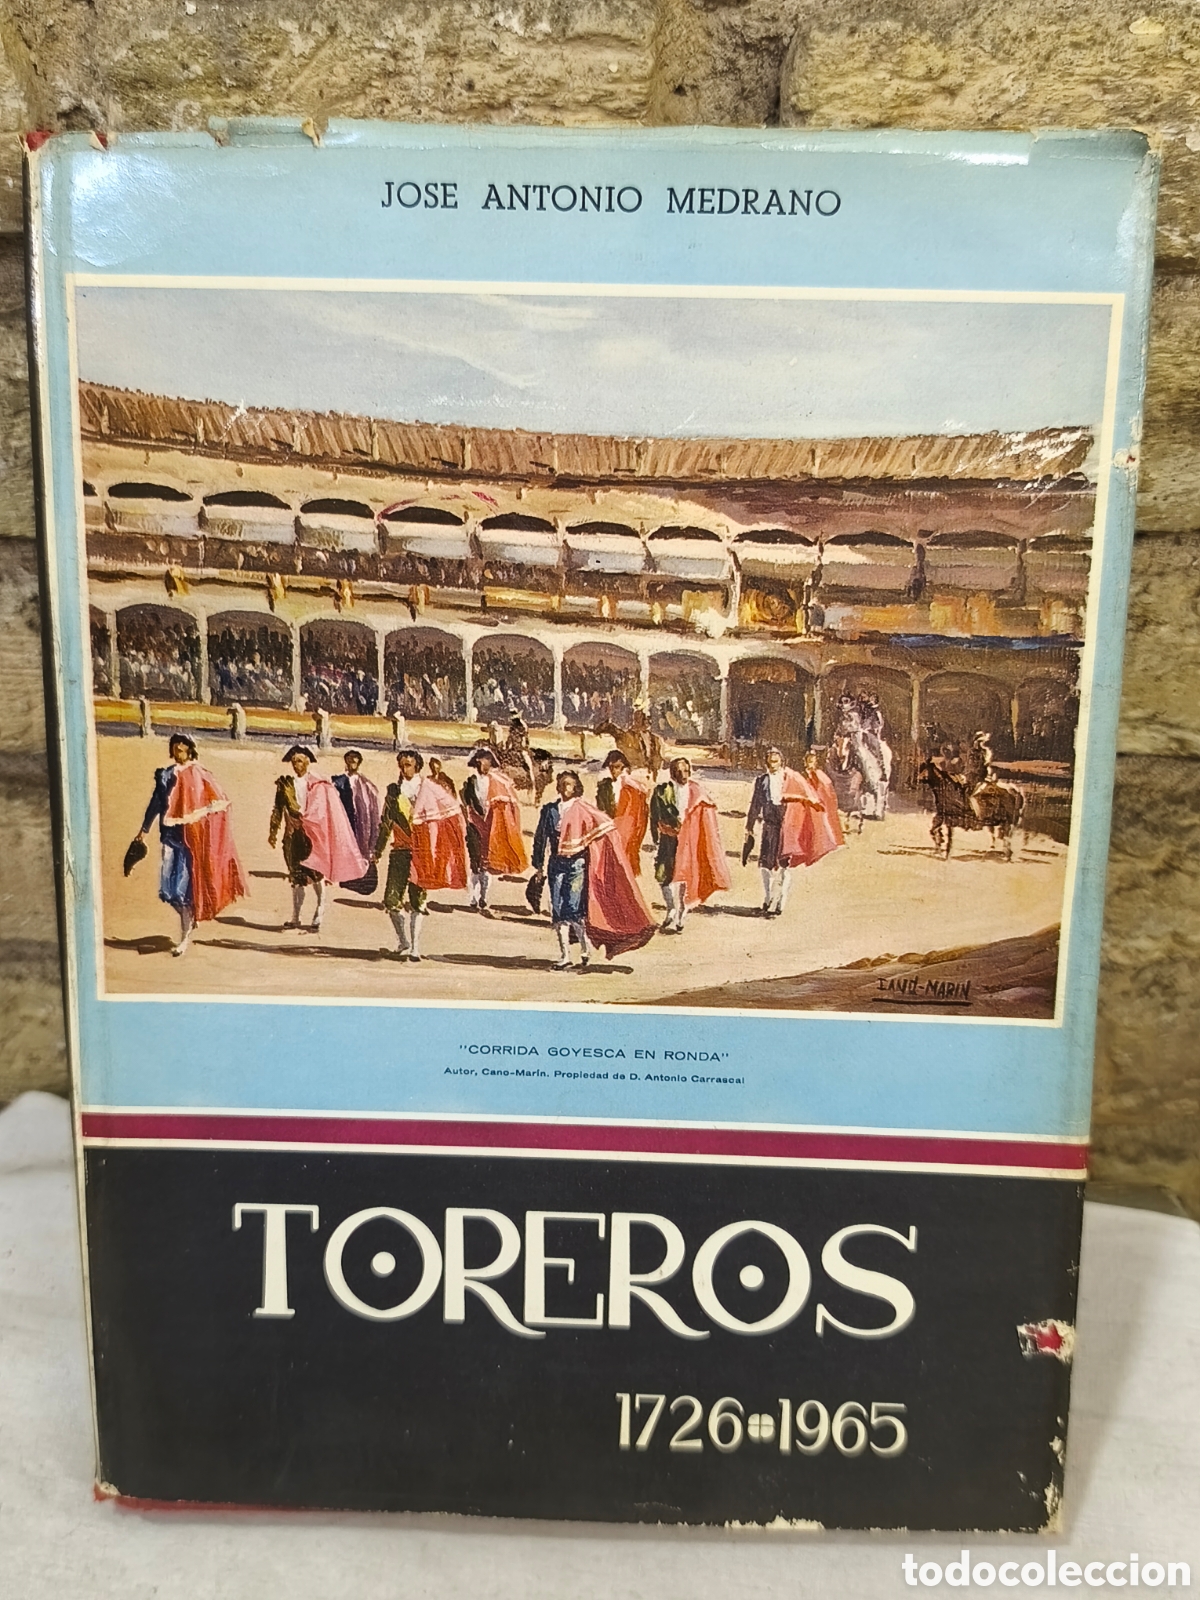 JOSE ANTONIO MEDRANO
CANO-MARIN
"CORRIDA GOYESCA EN RONDA"
Autor, Cano-Marín. Propiedad de D. Antonio Carrascal
TOREROS
1726 1965
todocoleccion